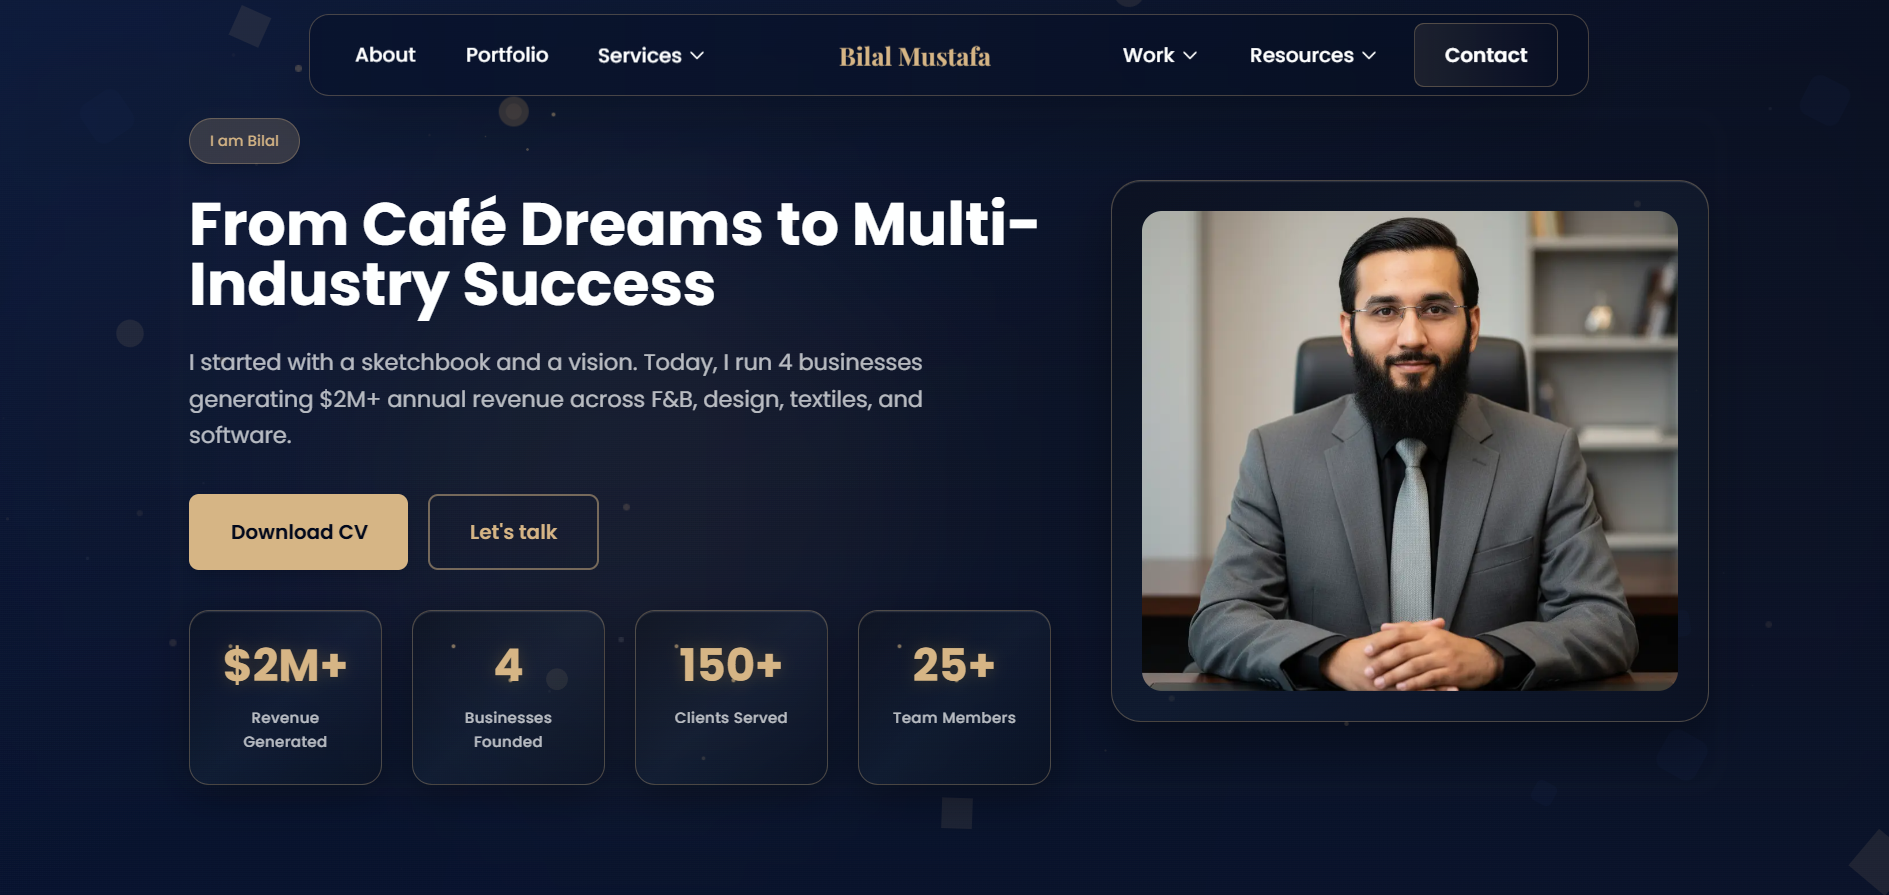 About
Portfolio
Services
Bilal Mustafa
Work
Resources
Contact
I am Bilal
From Café Dreams to Multi-
Industry Success
I started with a sketchbook and a vision. Today, I run 4 businesses
generating $2M+ annual revenue across F&B, design, textiles, and
software.
Download CV
Let's talk
$2M+
Revenue
Generated
4
Businesses
Founded
150+
Clients Served
25+
Team Members